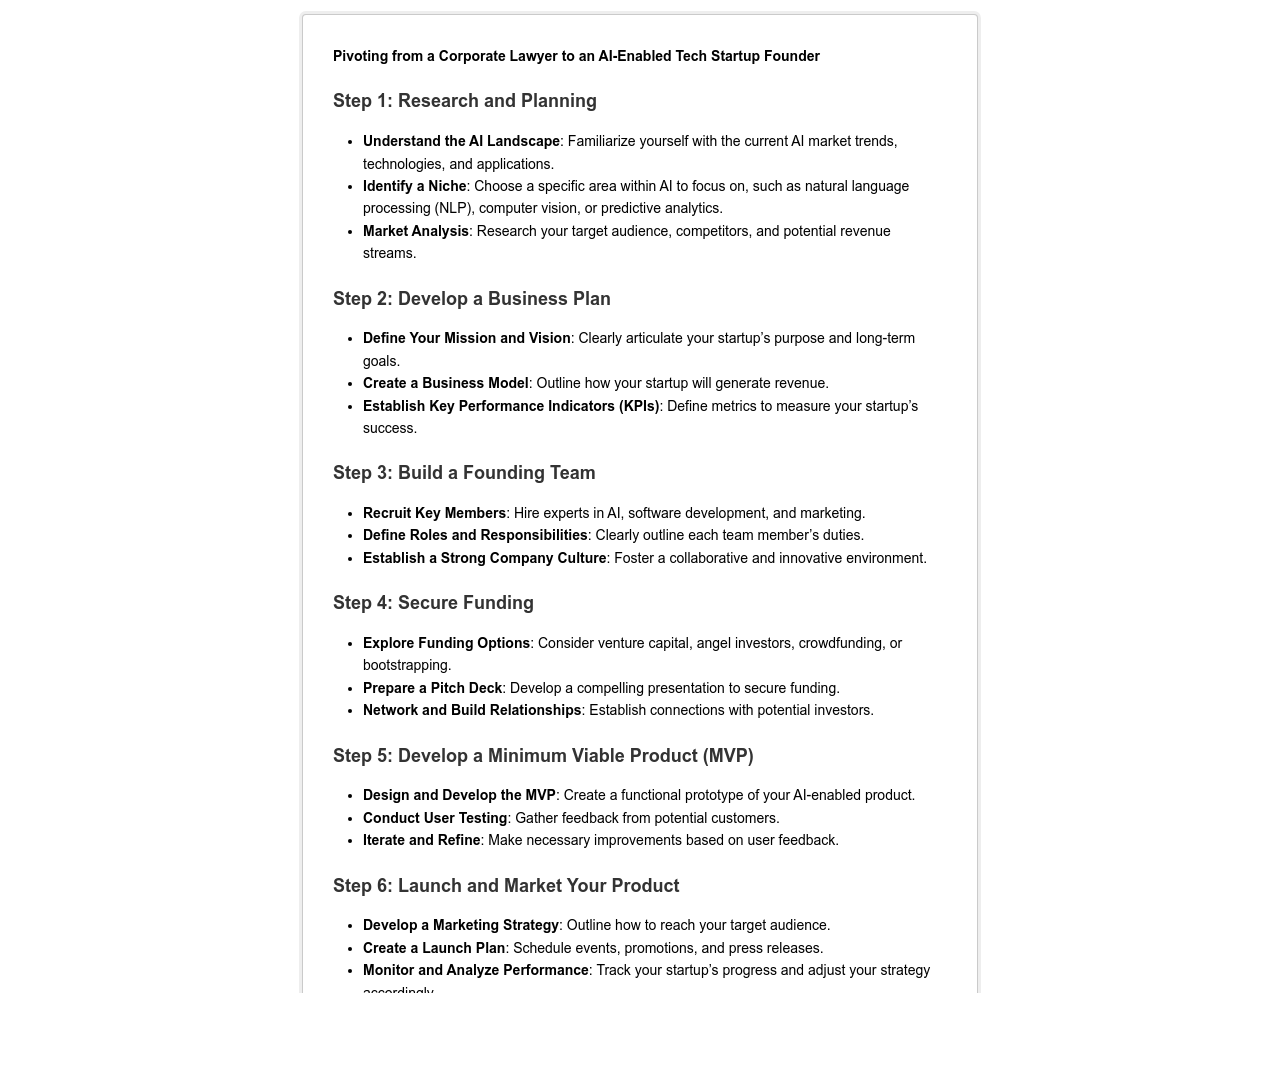 Pivoting from a Corporate Lawyer to an AI-Enabled Tech Startup Founder
Step 1: Research and Planning
• Understand the AI Landscape: Familiarize yourself with the current AI market trends,
technologies, and applications.
• Identify a Niche: Choose a specific area within AI to focus on, such as natural language
processing (NLP), computer vision, or predictive analytics.
• Market Analysis: Research your target audience, competitors, and potential revenue
streams.
Step 2: Develop a Business Plan
• Define Your Mission and Vision: Clearly articulate your startup’s purpose and long-term
goals.
• Create a Business Model: Outline how your startup will generate revenue.
• Establish Key Performance Indicators (KPIs): Define metrics to measure your startup’s
success.
Step 3: Build a Founding Team
• Recruit Key Members: Hire experts in AI, software development, and marketing.
• Define Roles and Responsibilities: Clearly outline each team member’s duties.
• Establish a Strong Company Culture: Foster a collaborative and innovative environment.
Step 4: Secure Funding
• Explore Funding Options: Consider venture capital, angel investors, crowdfunding, or
bootstrapping.
• Prepare a Pitch Deck: Develop a compelling presentation to secure funding.
• Network and Build Relationships: Establish connections with potential investors.
Step 5: Develop a Minimum Viable Product (MVP)
• Design and Develop the MVP: Create a functional prototype of your AI-enabled product.
• Conduct User Testing: Gather feedback from potential customers.
• Iterate and Refine: Make necessary improvements based on user feedback.
Step 6: Launch and Market Your Product
• Develop a Marketing Strategy: Outline how to reach your target audience.
• Create a Launch Plan: Schedule events, promotions, and press releases.
• Monitor and Analyze Performance: Track your startup’s progress and adjust your strategy
accordingly.